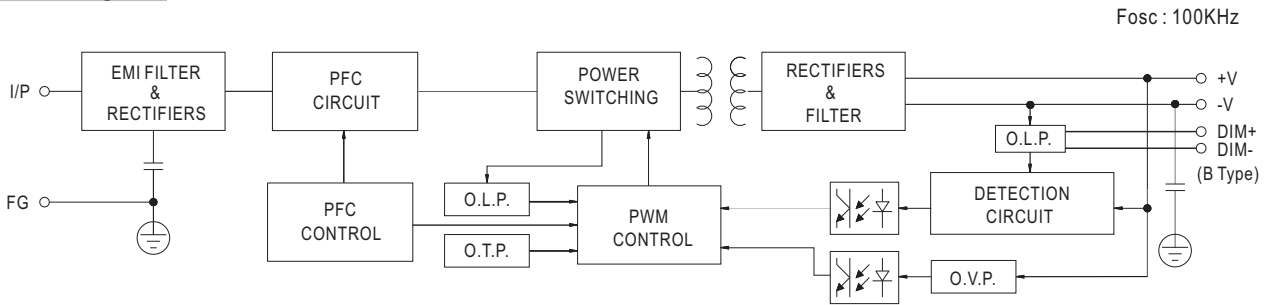 Fosc : 100KHz
I/P
EMI FILTER
&
RECTIFIERS
PFC
CIRCUIT
POWER
SWITCHING
RECTIFIERS
&
FILTER
+V
-V
DIM+
DIM-
(B Type)
O.L.P.
FG
PFC
CONTROL
O.L.P.
O.T.P.
PWM
CONTROL
DETECTION
CIRCUIT
O.V.P.